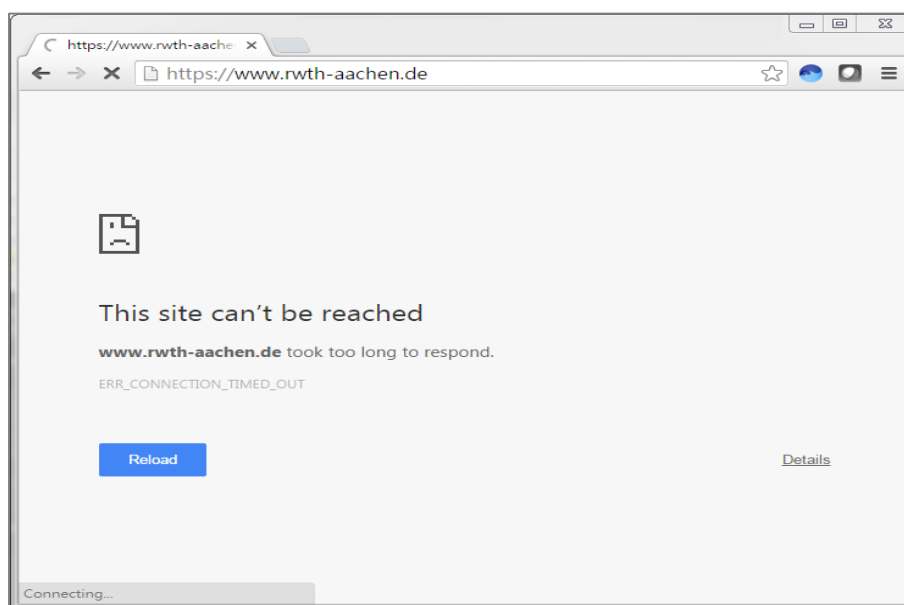 https://www.rwth-aache
https://www.rwth-aachen.de
This site can't be reached
www.rwth-aachen.de took too long to respond.
ERR_CONNECTION_TIMED_OUT
Reload
Details
Connecting...